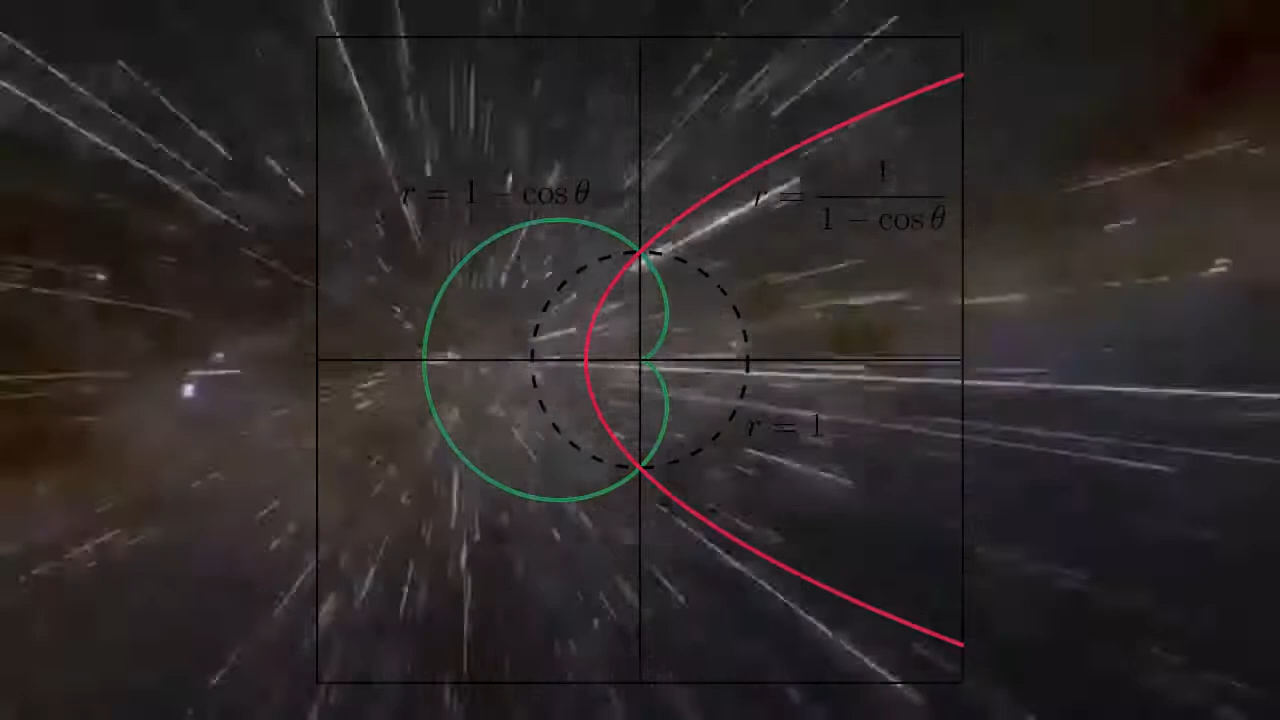 r = 1 − cos θ
r = 1/(1 − cos θ)
r = 1